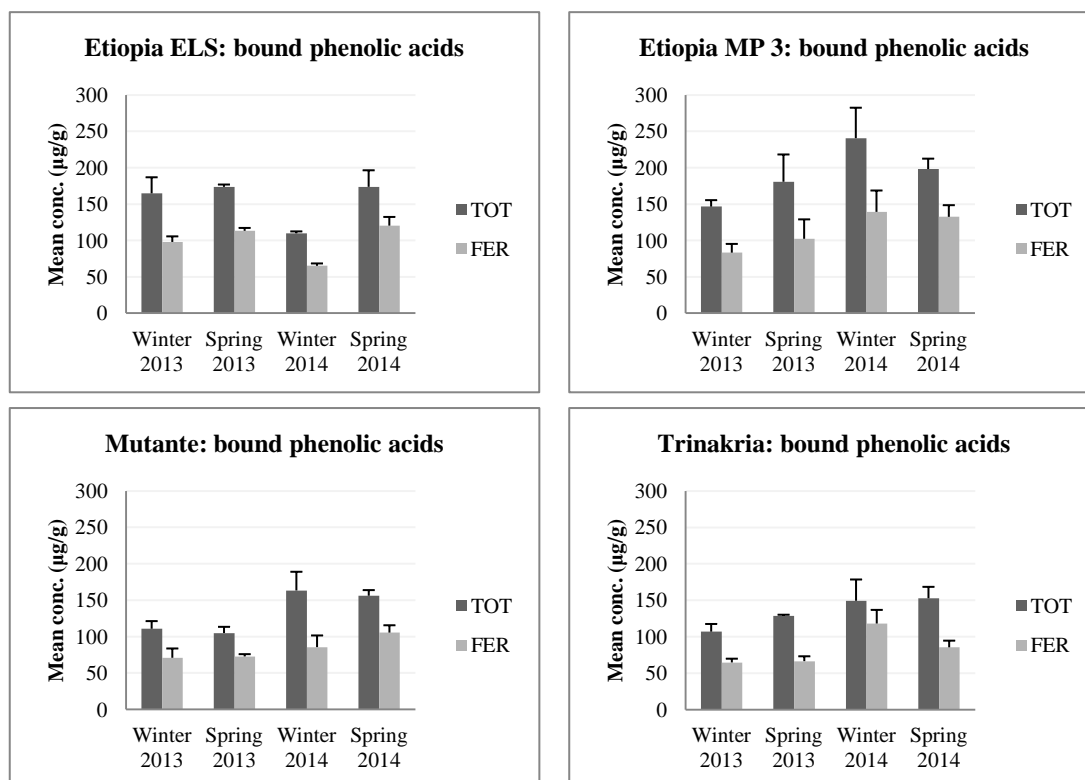 Etiopia ELS: bound phenolic acids
Mean conc. (µg/g)
300
250
200
150
100
50
0
Winter 2013
Spring 2013
Winter 2014
Spring 2014
TOT
FER
Etiopia MP 3: bound phenolic acids
Mean conc. (µg/g)
300
250
200
150
100
50
0
Winter 2013
Spring 2013
Winter 2014
Spring 2014
TOT
FER
Mutante: bound phenolic acids
Mean conc. (µg/g)
300
250
200
150
100
50
0
Winter 2013
Spring 2013
Winter 2014
Spring 2014
TOT
FER
Trinakria: bound phenolic acids
Mean conc. (µg/g)
300
250
200
150
100
50
0
Winter 2013
Spring 2013
Winter 2014
Spring 2014
TOT
FER